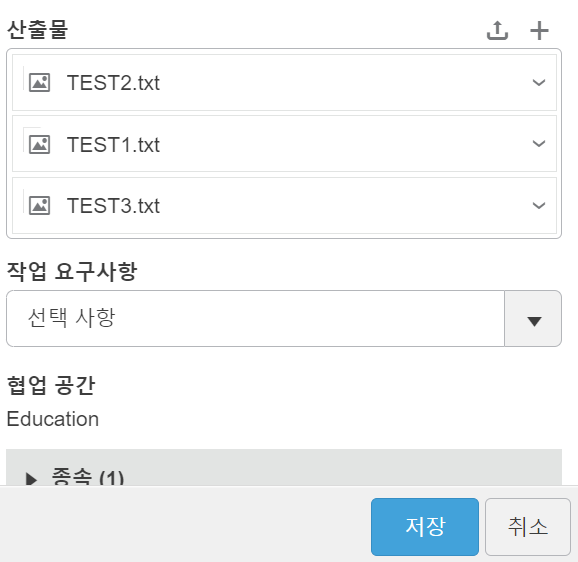 산출물
TEST2.txt
TEST1.txt
TEST3.txt
작업 요구사항
선택 사항
협업 공간
Education
종속 (1)
저장 취소